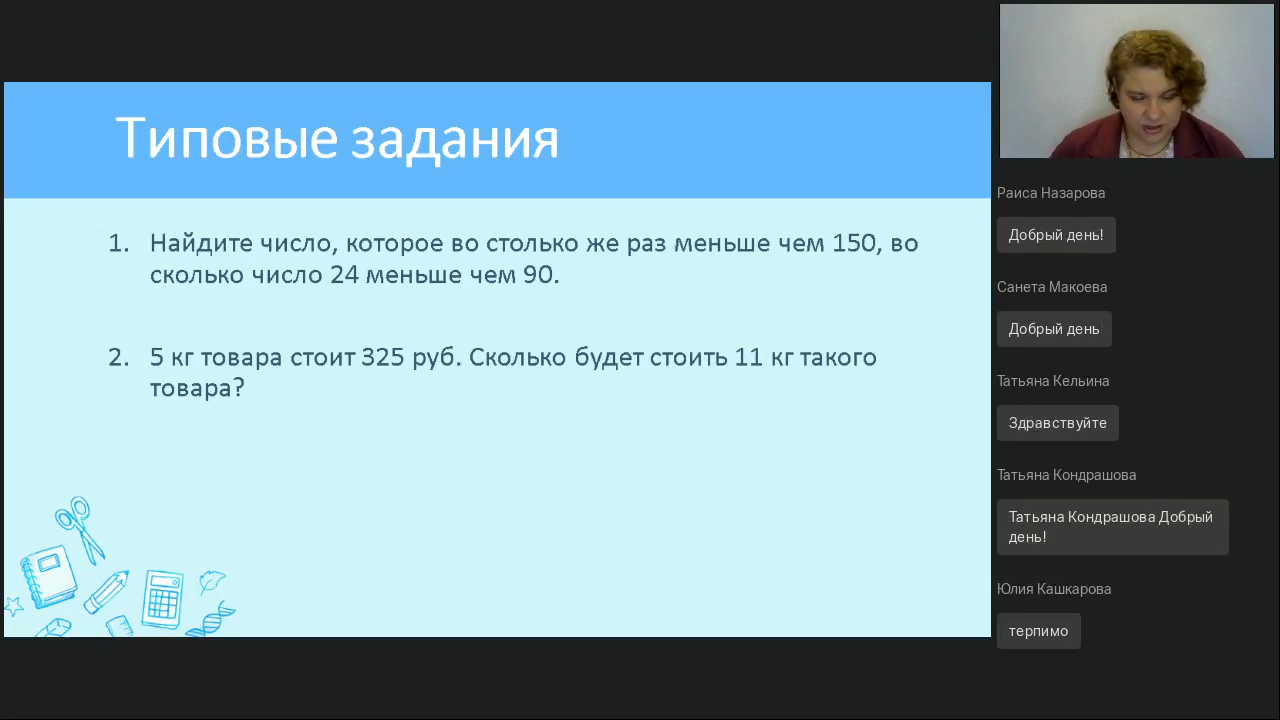 Типовые задания
1. Найдите число, которое во столько же раз меньше чем 150, во
сколько число 24 меньше чем 90.
2. 5 кг товара стоит 325 руб. Сколько будет стоить 11 кг такого
товара?
Раиса Назарова
Добрый день!
Санета Макоева
Добрый день
Татьяна Кельина
Здравствуйте
Татьяна Кондрашова
Татьяна Кондрашова Добрый
день!
Юлия Кашкарова
терпимо